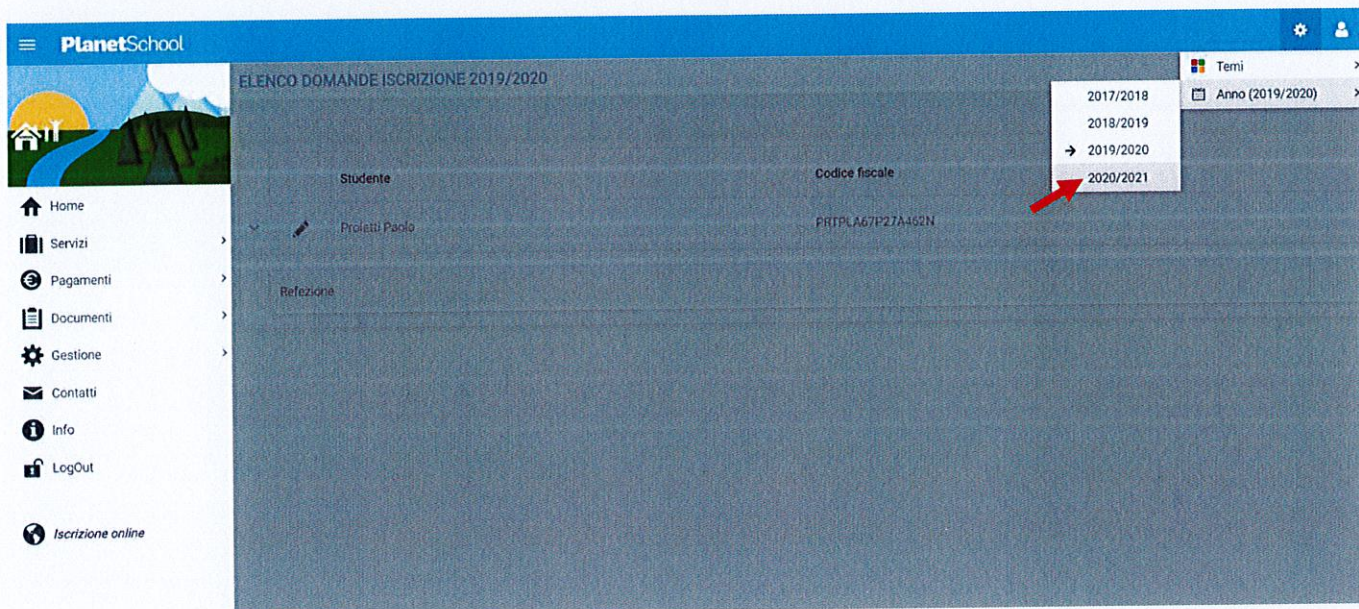 PlanetSchool
Temi
Anno (2019/2020)
2017/2018
2018/2019
2019/2020
2020/2021
ELENCO DOMANDE ISCRIZIONE 2019/2020
Studente
Codice fiscale
Proietti Paolo
PRTPLA67P27A462N
Refezione
Home
Servizi
Pagamenti
Documenti
Gestione
Contatti
Info
LogOut
Iscrizione online